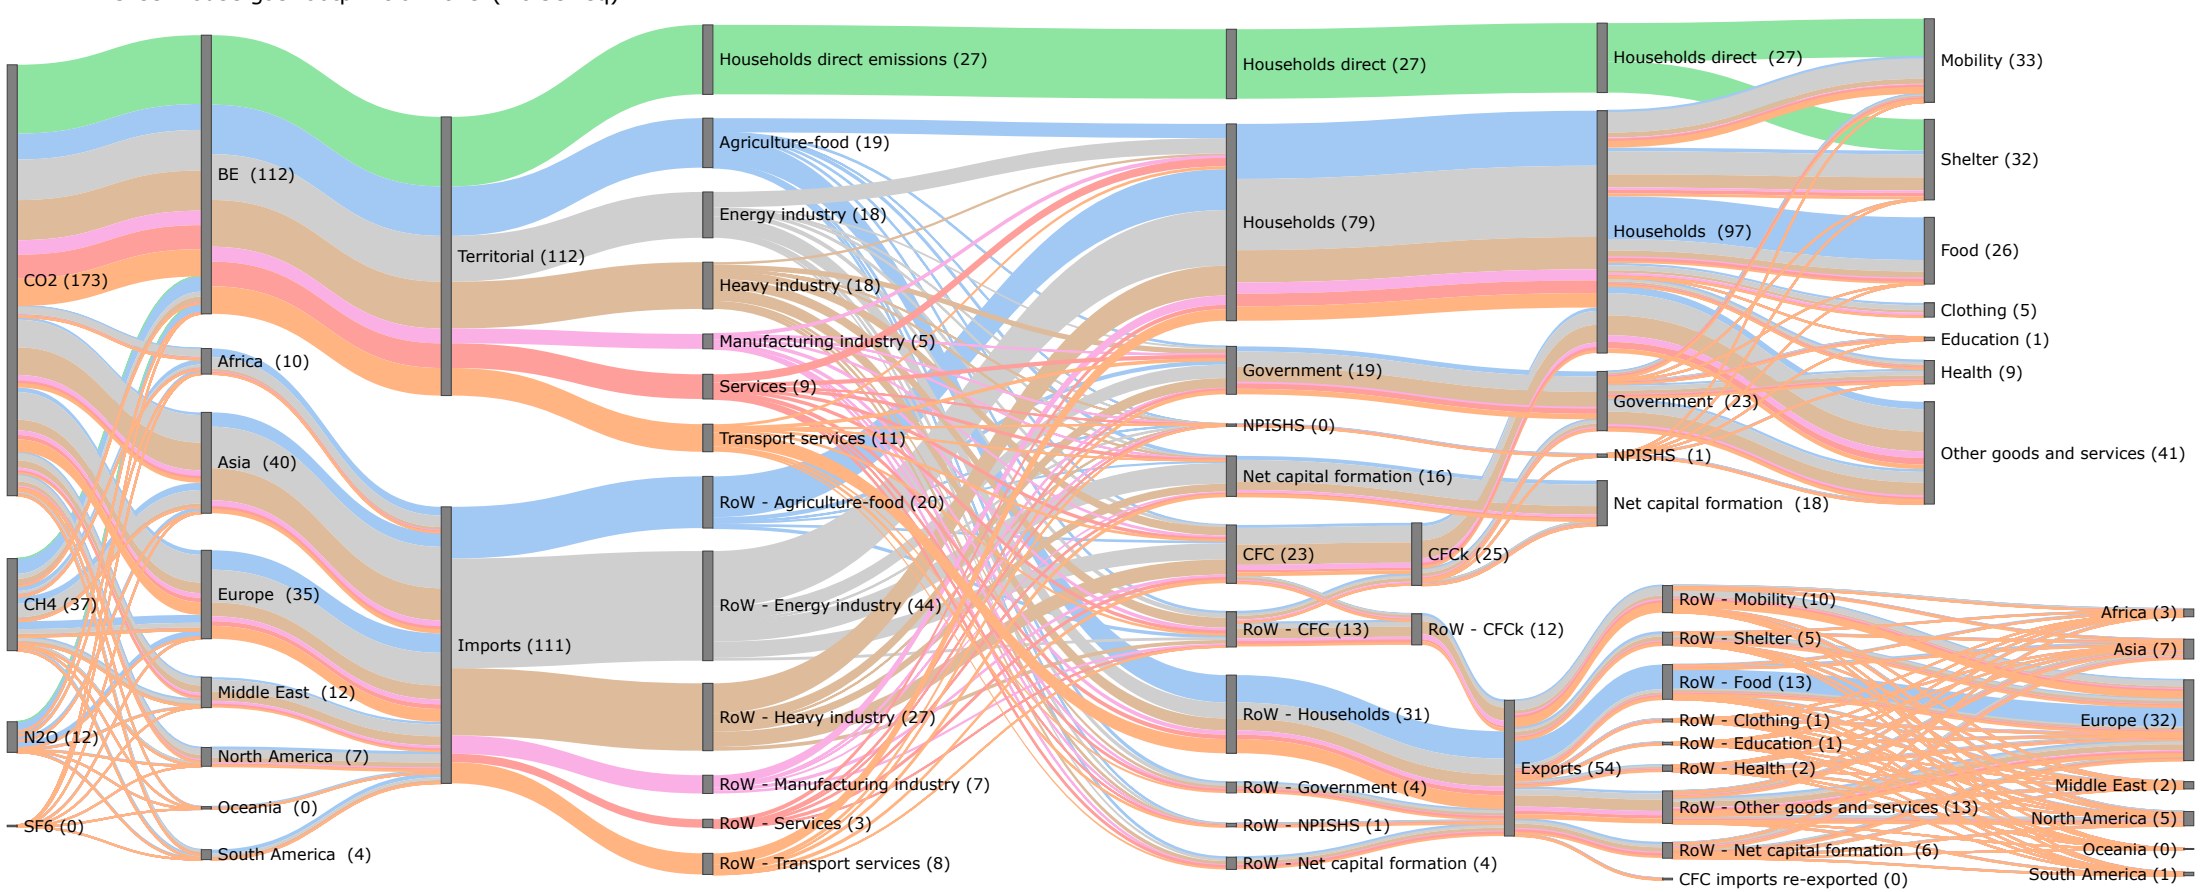 CO2 (173)
CH4 (37)
N2O (12)
SF6 (0)
BE (112)
Africa (10)
Asia (40)
Europe (35)
Middle East (12)
North America (7)
Oceania (0)
South America (4)
Territorial (112)
Imports (111)
Households direct emissions (27)
Agriculture-food (19)
Energy industry (18)
Heavy industry (18)
Manufacturing industry (5)
Services (9)
Transport services (11)
RoW - Agriculture-food (20)
RoW - Energy industry (44)
RoW - Heavy industry (27)
RoW - Manufacturing industry (7)
RoW - Services (3)
RoW - Transport services (8)
Households direct (27)
Households (79)
Government (19)
NPISHS (0)
Net capital formation (16)
CFC (23)
RoW - CFC (13)
RoW - Households (31)
RoW - Government (4)
RoW - NPISHS (1)
RoW - Net capital formation (4)
CFCk (25)
RoW - CFCk (12)
Exports (54)
Households direct (27)
Households (97)
Government (23)
NPISHS (1)
Net capital formation (18)
RoW - Mobility (10)
RoW - Shelter (5)
RoW - Food (13)
RoW - Clothing (1)
RoW - Education (1)
RoW - Health (2)
RoW - Other goods and services (13)
RoW - Net capital formation (6)
CFC imports re-exported (0)
Mobility (33)
Shelter (32)
Food (26)
Clothing (5)
Education (1)
Health (9)
Other goods and services (41)
Africa (3)
Asia (7)
Europe (32)
Middle East (2)
North America (5)
Oceania (0)
South America (1)